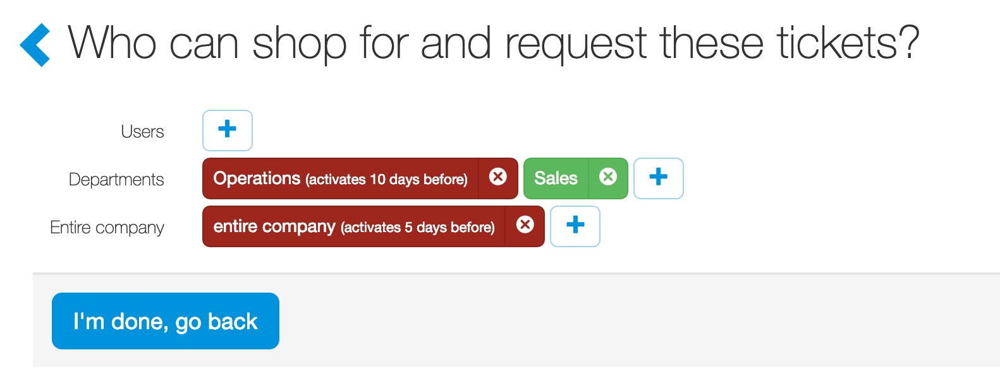 Who can shop for and request these tickets?
Users
Departments Operations (activates 10 days before) Sales
Entire company entire company (activates 5 days before)
I'm done, go back